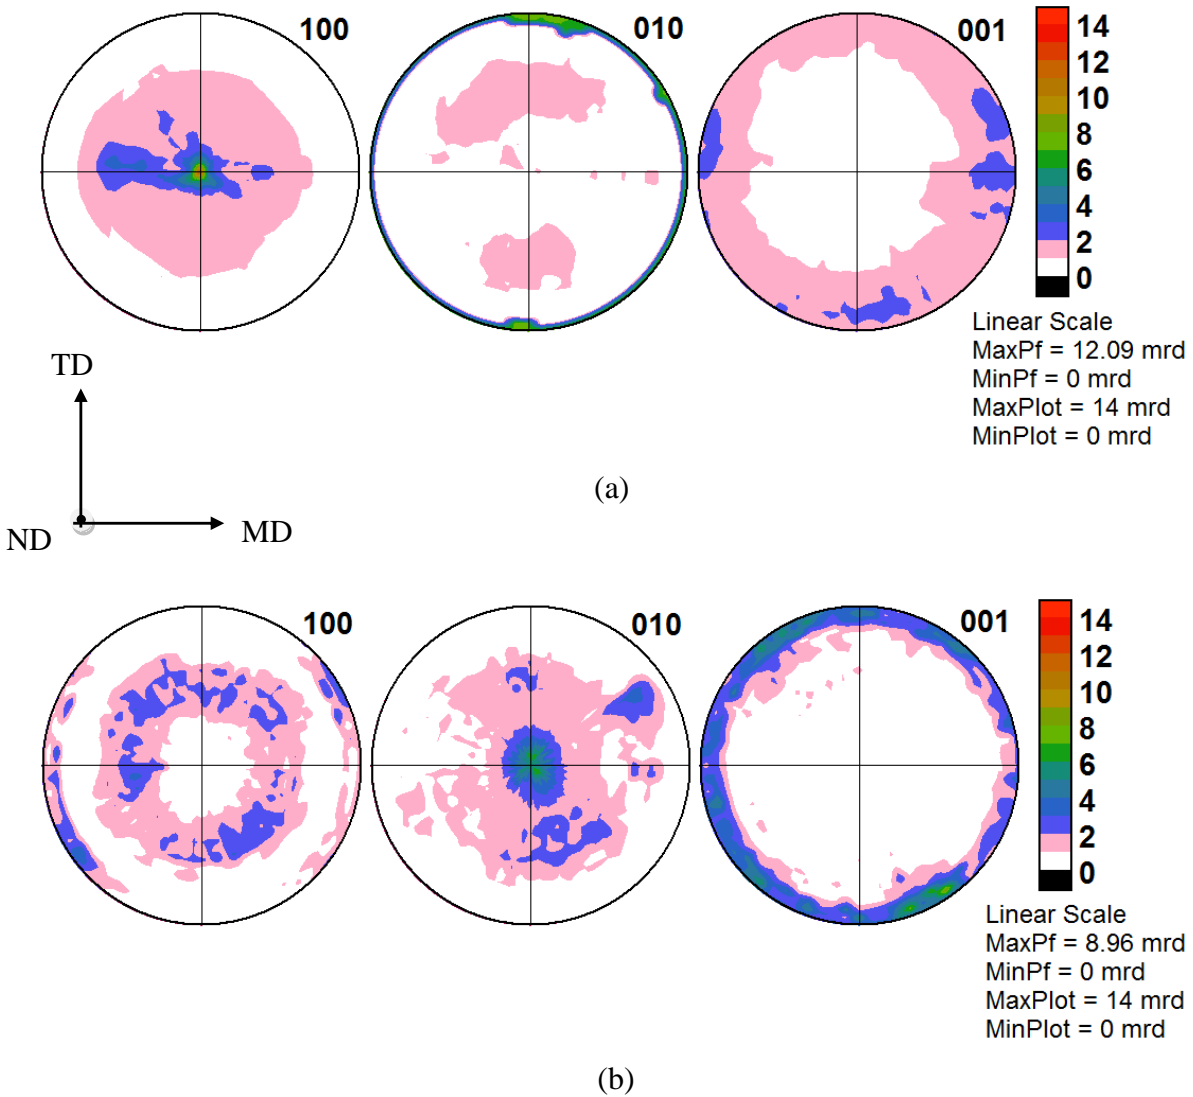 100
010
001
14
12
10
8
6
4
2
0
Linear Scale
MaxPf = 12.09 mrd
MinPf = 0 mrd
MaxPlot = 14 mrd
MinPlot = 0 mrd
TD
ND
MD
(a)
100
010
001
14
12
10
8
6
4
2
0
Linear Scale
MaxPf = 8.96 mrd
MinPf = 0 mrd
MaxPlot = 14 mrd
MinPlot = 0 mrd
(b)